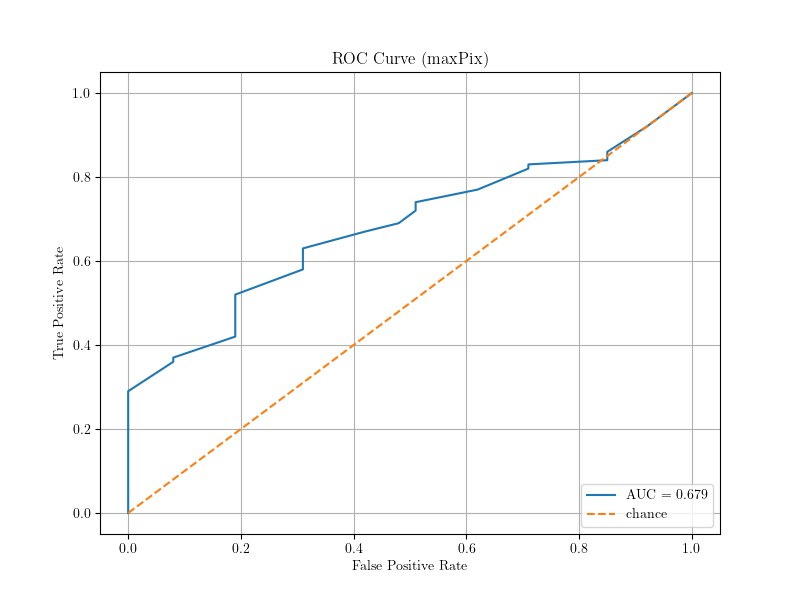 ROC Curve (maxPix)
True Positive Rate
1.0
0.8
0.6
0.4
0.2
0.0
AUC = 0.679
chance
0.0 0.2 0.4 0.6 0.8 1.0
False Positive Rate